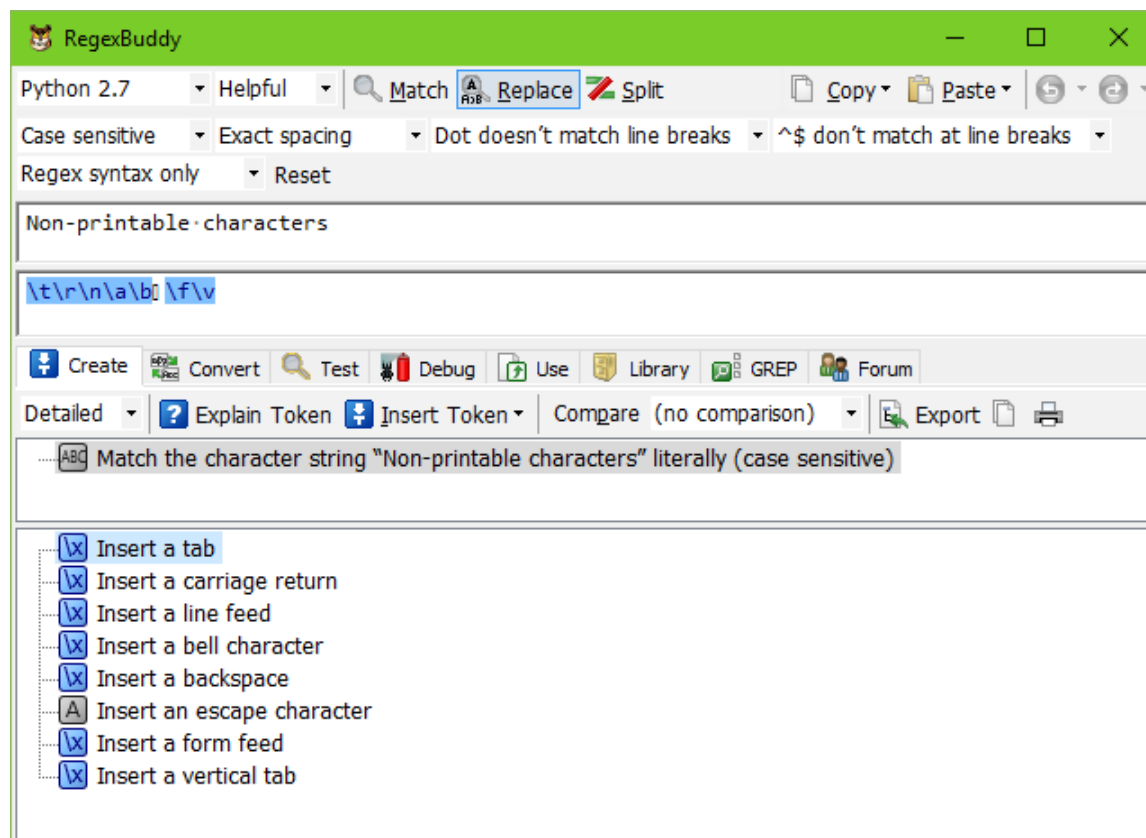 RegexBuddy
Python 2.7 Helpful Match Replace Split Copy Paste
Case sensitive Exact spacing Dot doesn’t match line breaks ^$ don’t match at line breaks
Regex syntax only Reset
Non-printable·characters
\t\r\n\a\b▯\f\v
Create Convert Test Debug Use Library GREP Forum
Detailed Explain Token Insert Token Compare (no comparison) Export
ABC Match the character string “Non-printable characters” literally (case sensitive)
\x Insert a tab
\x Insert a carriage return
\x Insert a line feed
\x Insert a bell character
\x Insert a backspace
A Insert an escape character
\x Insert a form feed
\x Insert a vertical tab